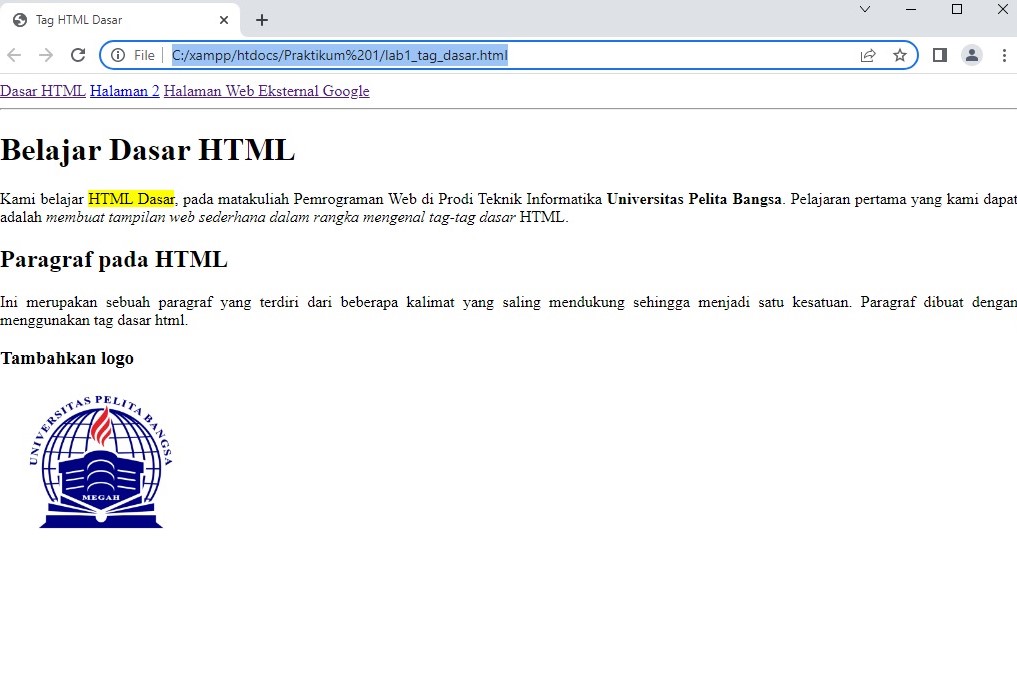 Tag HTML Dasar
File
C:/xampp/htdocs/Praktikum%201/lab1_tag_dasar.html
Dasar HTML Halaman 2 Halaman Web Eksternal Google
Belajar Dasar HTML
Kami belajar HTML Dasar, pada matakuliah Pemrograman Web di Prodi Teknik Informatika Universitas Pelita Bangsa. Pelajaran pertama yang kami dapat
adalah membuat tampilan web sederhana dalam rangka mengenal tag-tag dasar HTML.
Paragraf pada HTML
Ini merupakan sebuah paragraf yang terdiri dari beberapa kalimat yang saling mendukung sehingga menjadi satu kesatuan. Paragraf dibuat dengan
menggunakan tag dasar html.
Tambahkan logo
UNIVERSITAS PELITA BANGSA
MEGAH